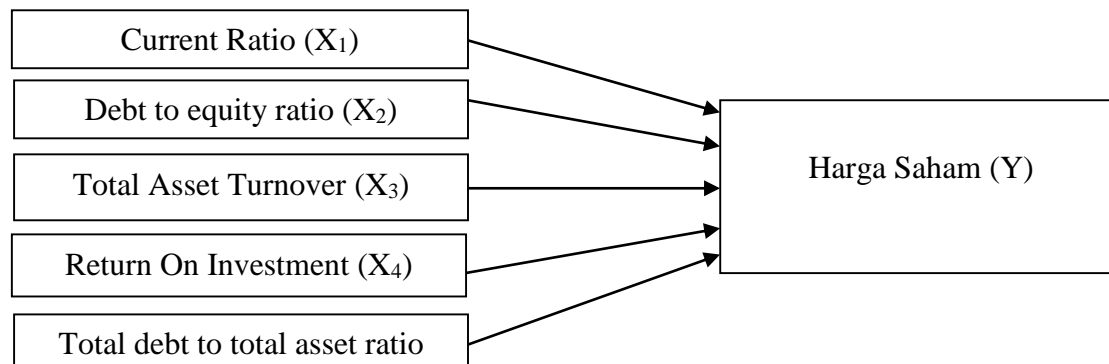 Current Ratio (X₁)
Debt to equity ratio (X₂)
Total Asset Turnover (X₃)
Harga Saham (Y)
Return On Investment (X₄)
Total debt to total asset ratio